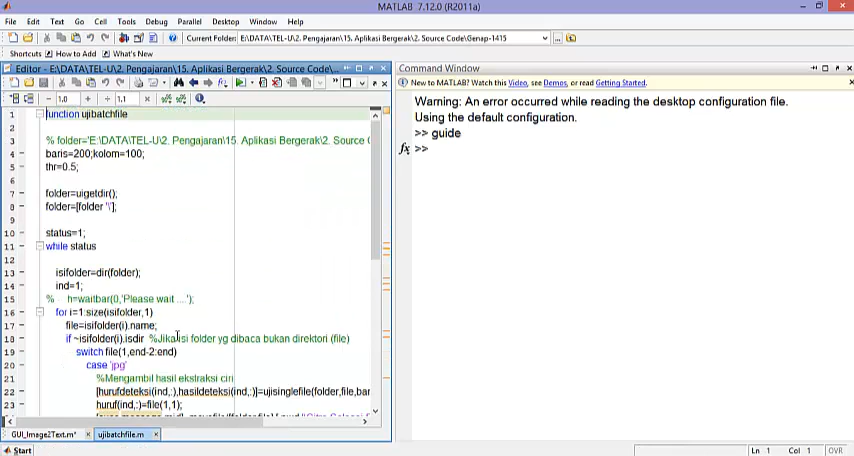 MATLAB 7.12.0 (R2011a)
File Edit Text Go Cell Tools Debug Parallel Desktop Window Help
Current Folder: E:\DATA\TEL-U\2. Pengajaran\15. Aplikasi Bergerak\2. Source Code\Genap-1415
Shortcuts How to Add What's New
Editor - E:\DATA\TEL-U\2. Pengajaran\15. Aplikasi Bergerak\2. Source Code\...
Command Window
1.0 1.1
New to MATLAB? Watch this Video, see Demos, or read Getting Started.
1 function ujibatchfile
2
3 % folder='E:\DATA\TEL-U\2. Pengajaran\15. Aplikasi Bergerak\2. Source C
4 baris=200;kolom=100;
5 thr=0.5;
6
7 folder=uigetdir();
8 folder=[folder '\'];
9
10 status=1;
11 while status
12
13 isifolder=dir(folder);
14 ind=1;
15 % h=waitbar(0,'Please wait ....');
16 for i=1:size(isifolder,1)
17 file=isifolder(i).name;
18 if ~isifolder(i).isdir %Jika isi folder yg dibaca bukan direktori (file)
19 switch file(1,end-2:end)
20 case 'jpg'
21 %Mengambil hasil ekstraksi ciri
22 [hurufdeteksi(ind,:),hasildeteksi(ind,:)]=ujisinglefile(folder,file,bar
23 huruf(ind,:)=file(1,1);
Warning: An error occurred while reading the desktop configuration file.
Using the default configuration.
>> guide
fx >>
GUI_Image2Text.m* ujibatchfile.m
Start
Ln 1 Col 1 OVR